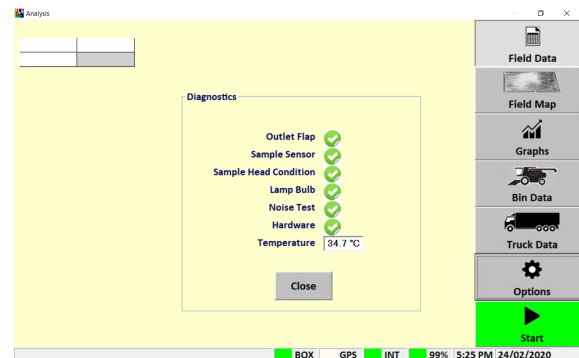 Analysis
Field Data
Field Map
Graphs
Bin Data
Truck Data
Options
Start
Diagnostics
Outlet Flap
Sample Sensor
Sample Head Condition
Lamp Bulb
Noise Test
Hardware
Temperature 34.7 °C
Close
BOX GPS INT 99% 5:25 PM 24/02/2020